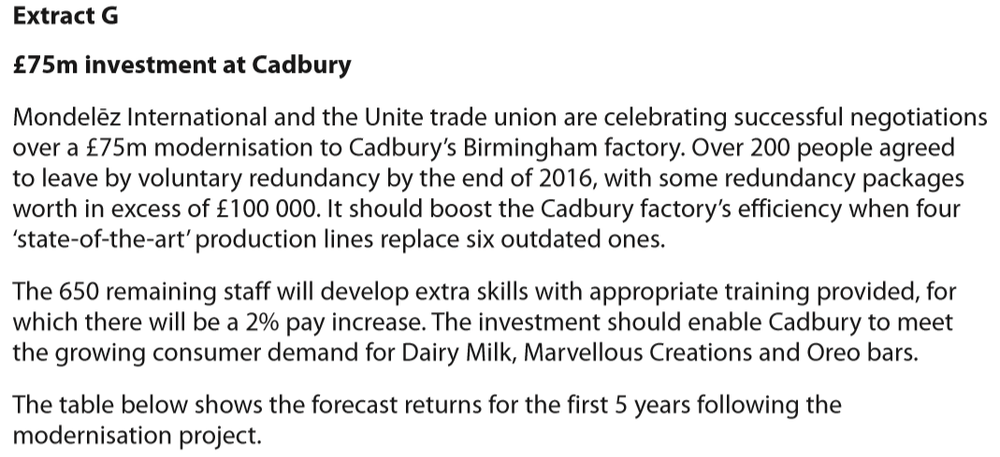 Extract G
£75m investment at Cadbury
Mondelēz International and the Unite trade union are celebrating successful negotiations
over a £75m modernisation to Cadbury’s Birmingham factory. Over 200 people agreed
to leave by voluntary redundancy by the end of 2016, with some redundancy packages
worth in excess of £100 000. It should boost the Cadbury factory’s efficiency when four
‘state-of-the-art’ production lines replace six outdated ones.
The 650 remaining staff will develop extra skills with appropriate training provided, for
which there will be a 2% pay increase. The investment should enable Cadbury to meet
the growing consumer demand for Dairy Milk, Marvellous Creations and Oreo bars.
The table below shows the forecast returns for the first 5 years following the
modernisation project.